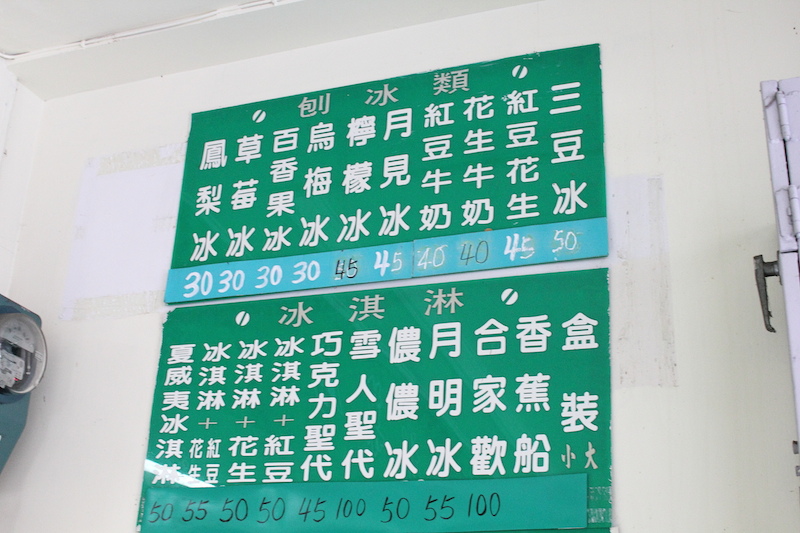 刨冰類
鳳梨冰
草莓冰
百香果冰
烏梅冰
檸檬冰
月見冰
紅豆牛奶
花生牛奶
紅豆花生
三豆冰
30 30 30 30 45 45 40 40 45 50
冰淇淋
夏威夷冰淇淋
冰淇淋+花生紅豆
冰淇淋+花生
冰淇淋+紅豆
巧克力聖代
雪人聖代
儂儂冰
月明冰
合家歡
香蕉船
盒裝小大
50 55 50 50 45 100 50 55 100